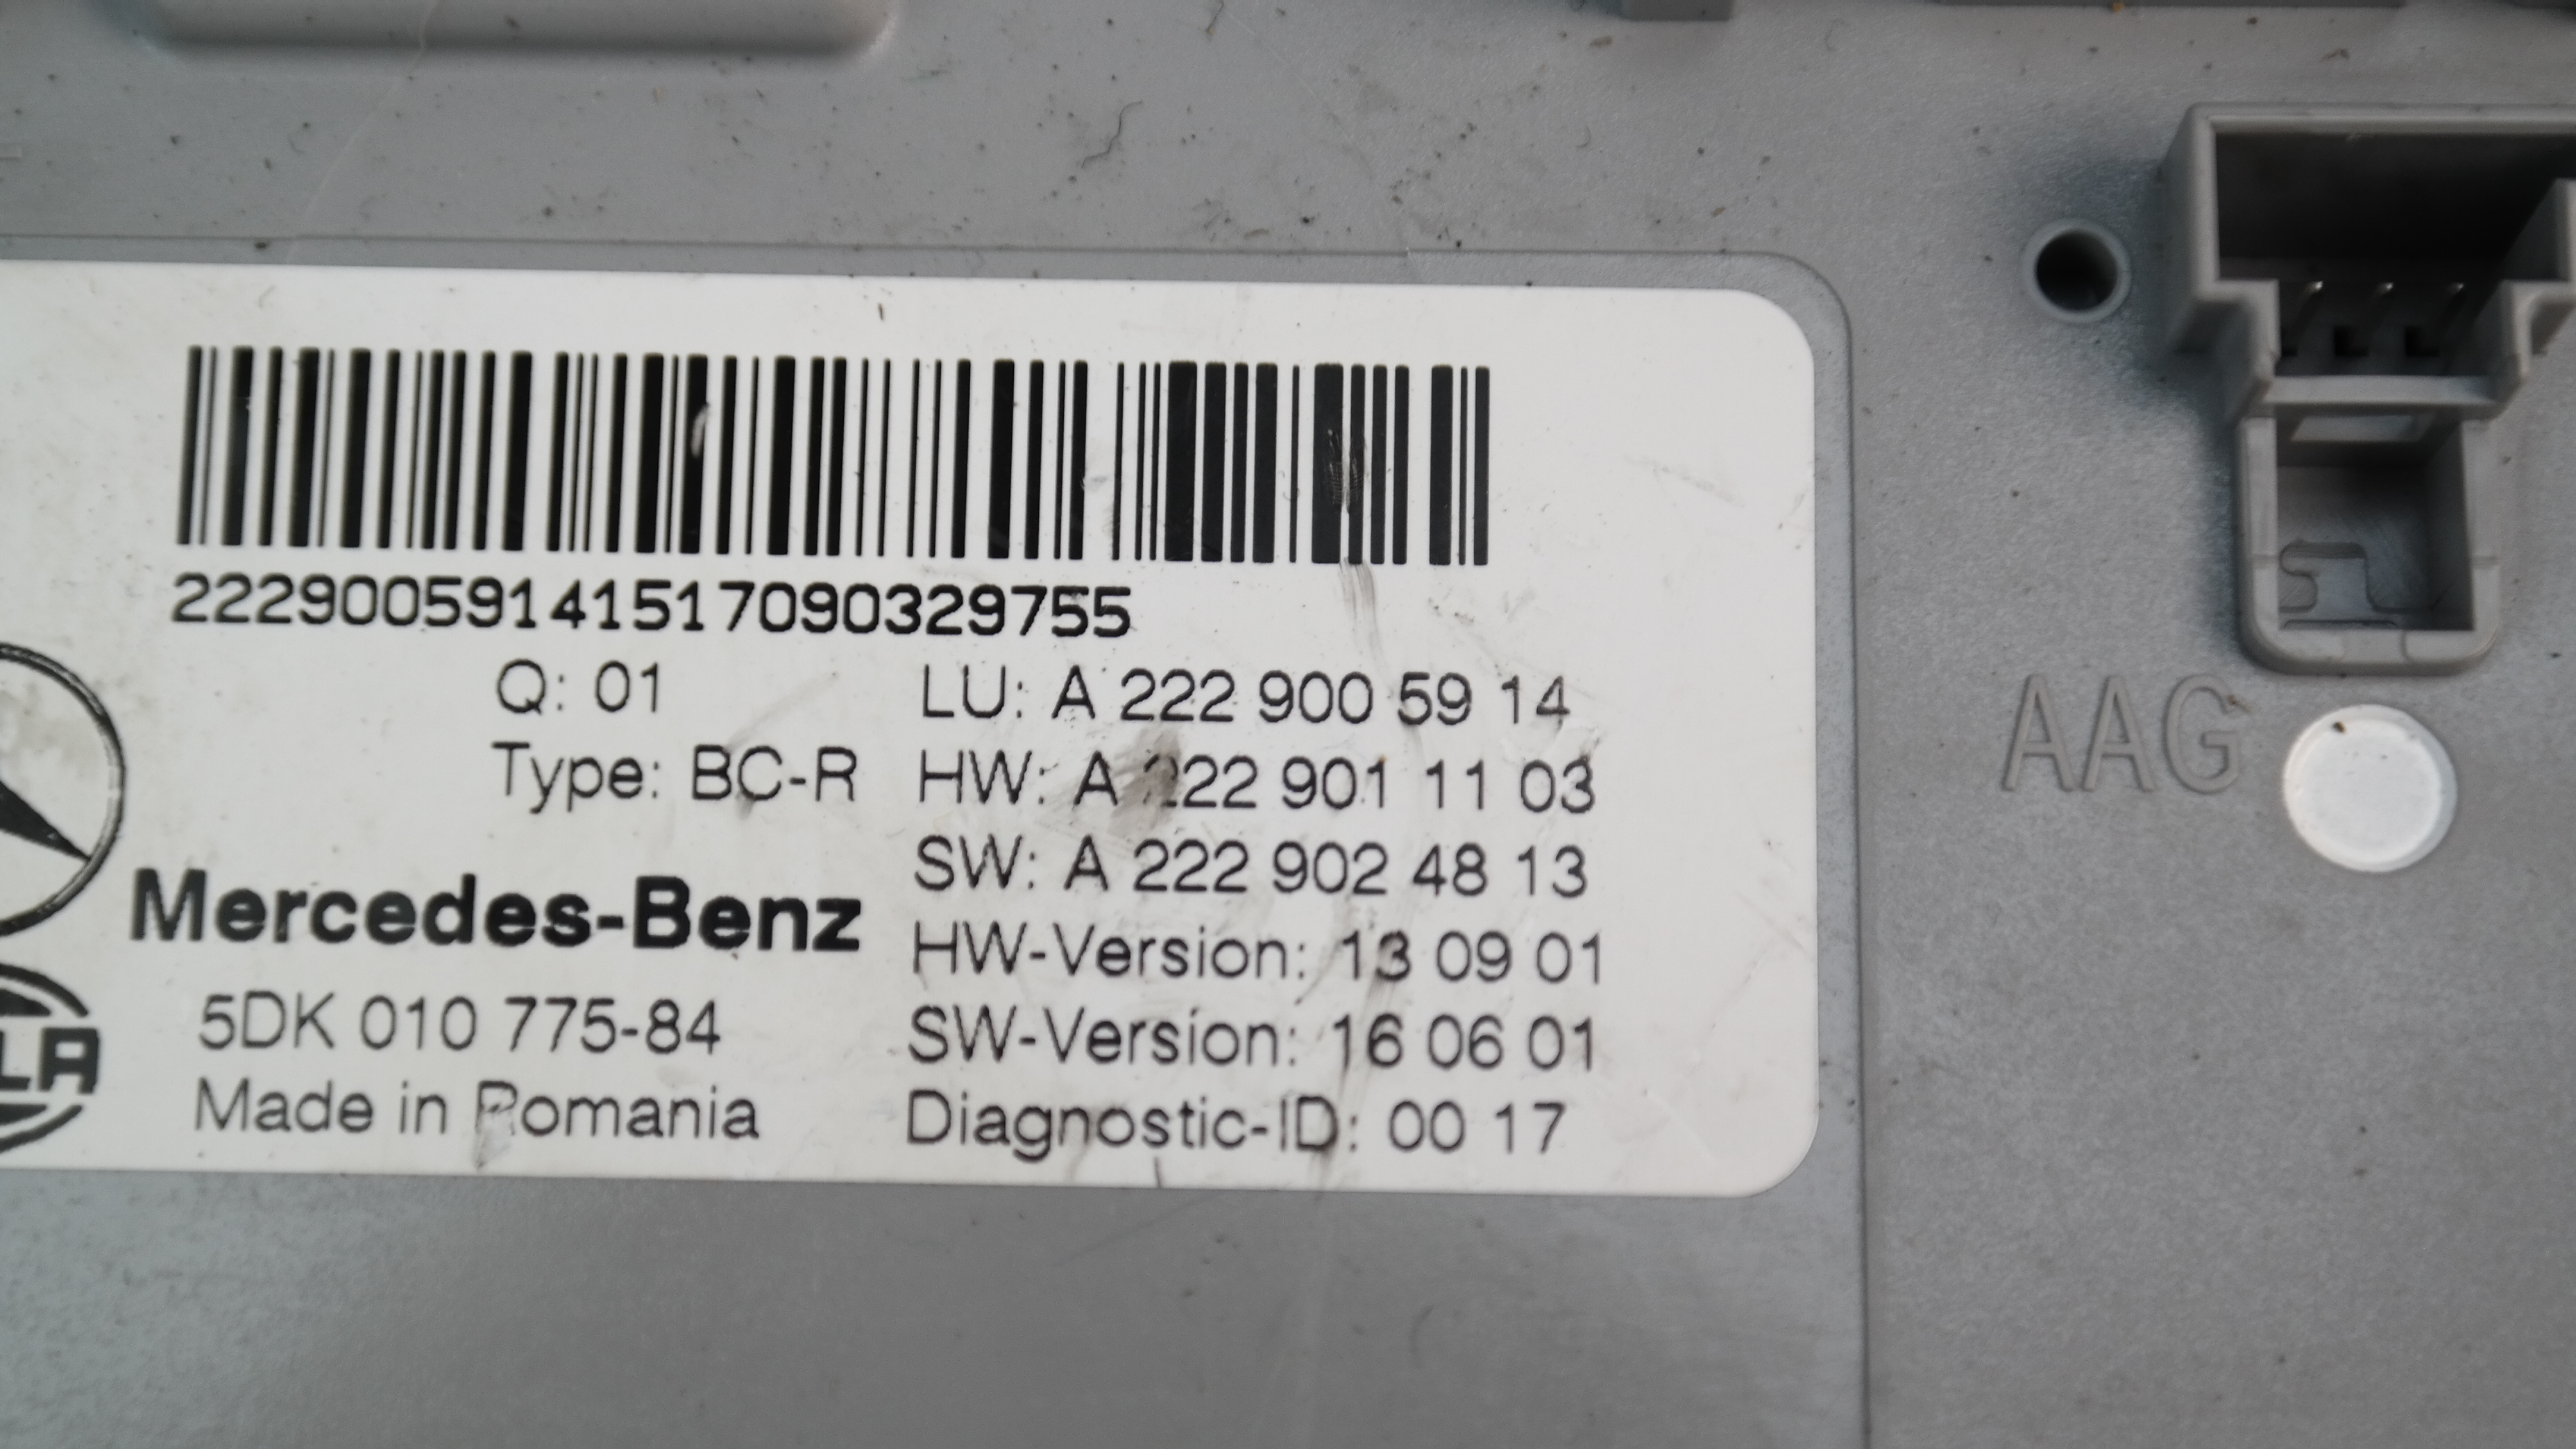 22290059141517090329755
Q: 01
LU: A 222 900 59 14
Type: BC-R
HW: A 222 901 11 03
SW: A 222 902 48 13
Mercedes-Benz
HW-Version: 13 09 01
5DK 010 775-84
SW-Version: 16 06 01
LA
Made in Romania
Diagnostic-ID: 00 17
AAG